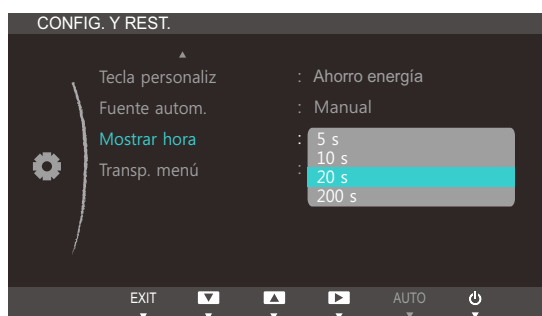 CONFIG. Y REST.
Tecla personaliz : Ahorro energía
Fuente autom. : Manual
Mostrar hora : 5 s
10 s
20 s
Transp. menú :
200 s
EXIT AUTO